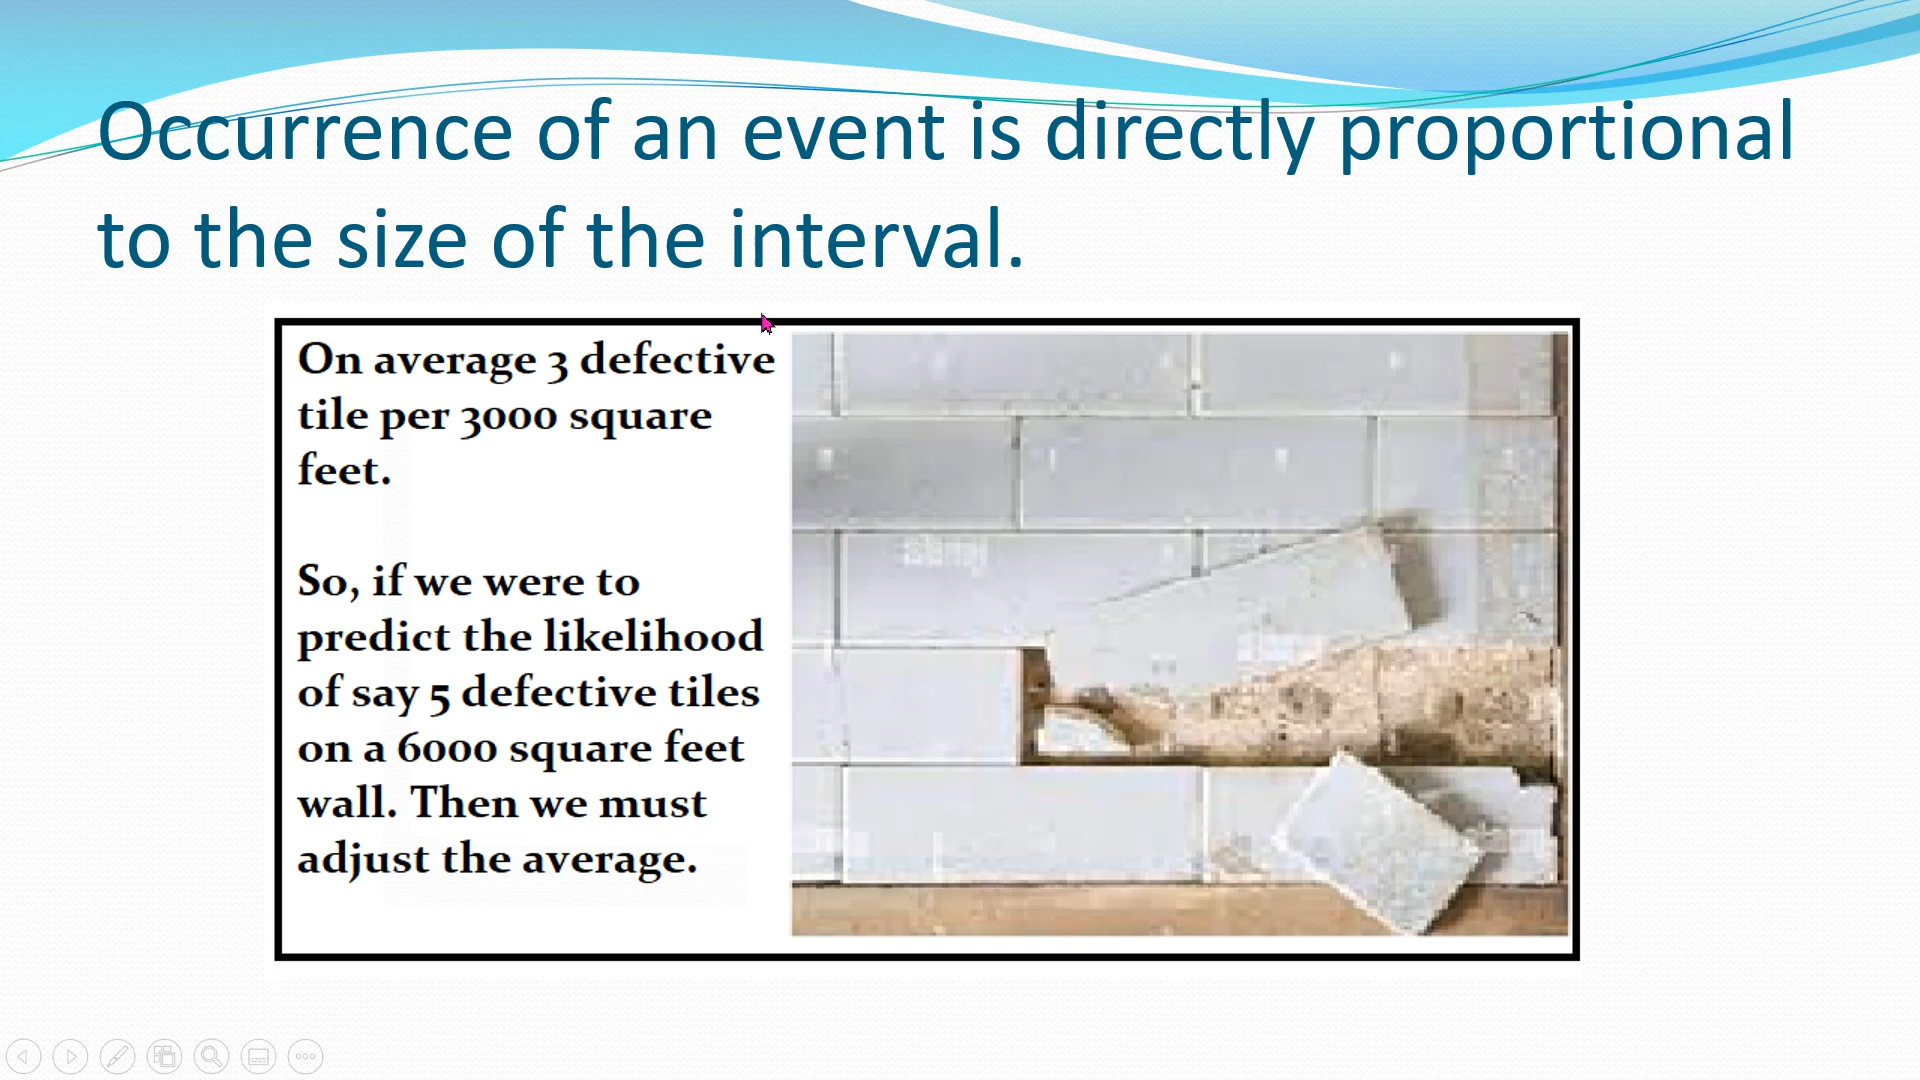 Occurrence of an event is directly proportional
to the size of the interval.
On average 3 defective
tile per 3000 square
feet.
So, if we were to
predict the likelihood
of say 5 defective tiles
on a 6000 square feet
wall. Then we must
adjust the average.